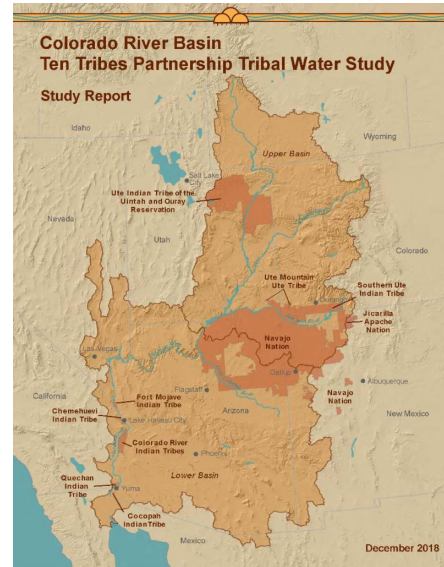 Colorado River Basin
Ten Tribes Partnership Tribal Water Study
Study Report
Idaho
Wyoming
Upper Basin
Salt Lake
City
Ute Indian Tribe of the
Uintah and Ouray
Reservation
Nevada
Utah
Colorado
Ute Mountain
Ute Tribe
Southern Ute
Indian Tribe
Durango
Jicarilla
Apache
Nation
Navajo
Nation
Las Vegas
Gallup
Albuquerque
Flagstaff
Navajo
Nation
California
Fort Mojave
Indian Tribe
Arizona
New Mexico
Chemehuevi
Indian Tribe
Lake Havasu City
Colorado River
Indian Tribes
Phoenix
Lower Basin
Quechan
Indian
Tribe
Yuma
Cocopah
Indian Tribe
Mexico
December 2018